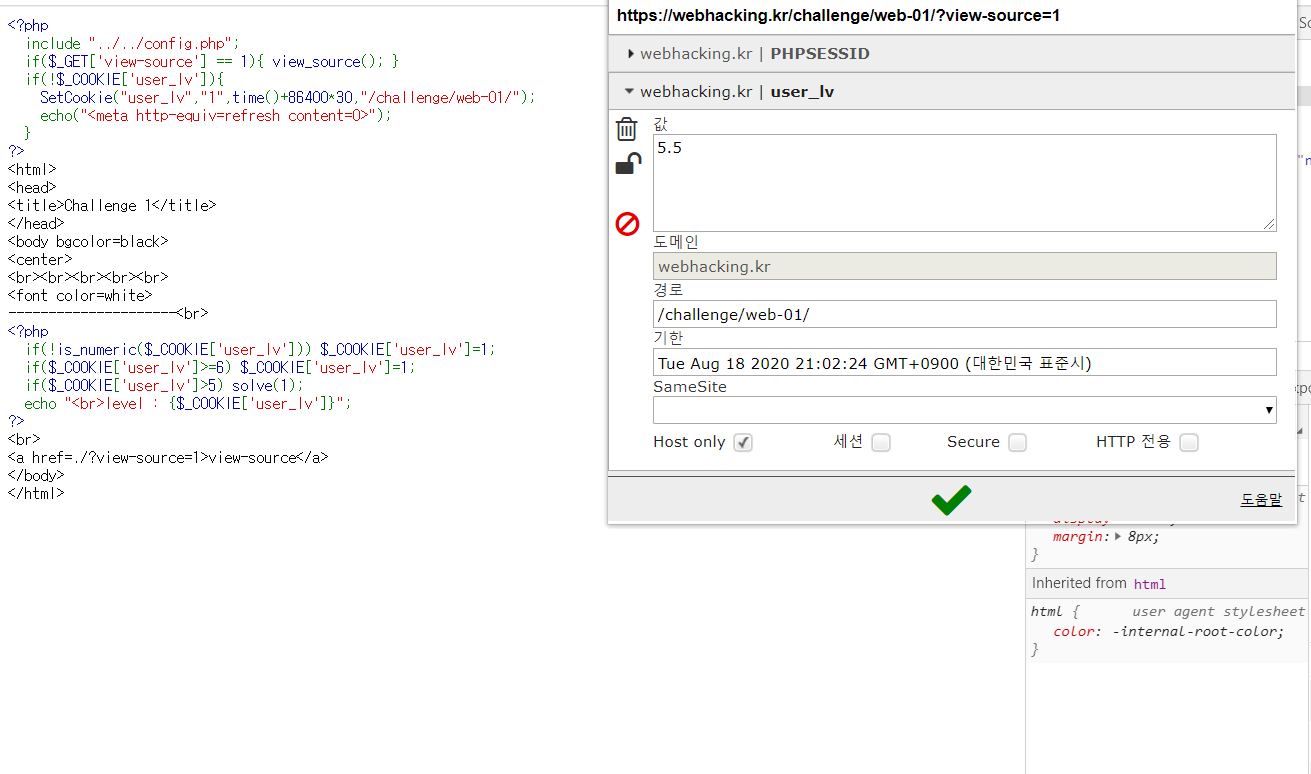 <?php
include "../../config.php";
if($_GET['view-source'] == 1){ view_source(); }
if(!$_COOKIE['user_lv']){
SetCookie("user_lv","1",time()+86400*30,"/challenge/web-01/");
echo("<meta http-equiv=refresh content=0>");
}
?>
<html>
<head>
<title>Challenge 1</title>
</head>
<body bgcolor=black>
<center>
<br><br><br><br><br>
<font color=white>
---------------------<br>
<?php
if(!is_numeric($_COOKIE['user_lv'])) $_COOKIE['user_lv']=1;
if($_COOKIE['user_lv']>=6) $_COOKIE['user_lv']=1;
if($_COOKIE['user_lv']>5) solve(1);
echo "<br>level : {$_COOKIE['user_lv']}";
?>
<br>
<a href=./?view-source=1>view-source</a>
</body>
</html>
https://webhacking.kr/challenge/web-01/?view-source=1
webhacking.kr | PHPSESSID
webhacking.kr | user_lv
값
5.5
도메인
webhacking.kr
경로
/challenge/web-01/
기한
Tue Aug 18 2020 21:02:24 GMT+0900 (대한민국 표준시)
SameSite
Host only 세션 Secure HTTP 전용
도움말
margin: 8px;
}
Inherited from html
html { user agent stylesheet
color: -internal-root-color;
}